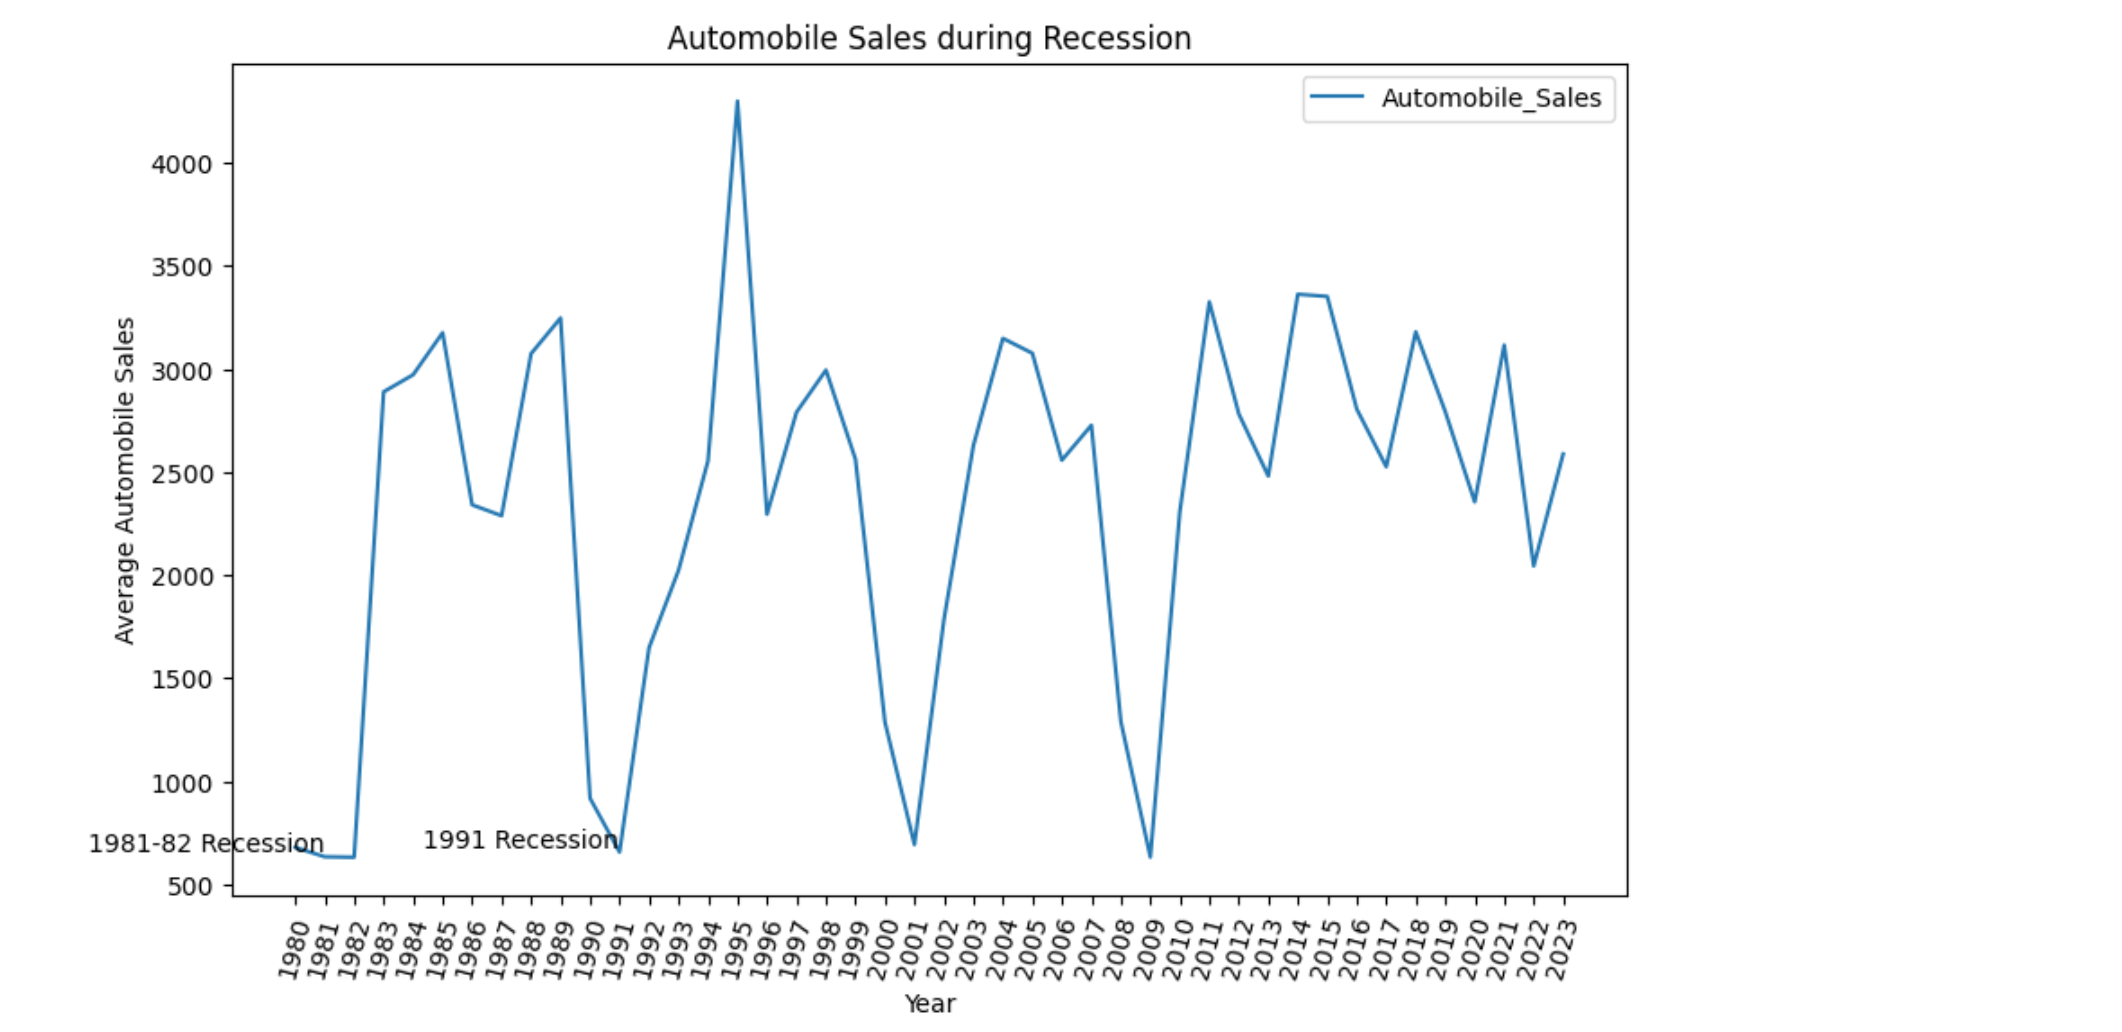 Automobile Sales during Recession
Automobile_Sales
Average Automobile Sales
4000
3500
3000
2500
2000
1500
1000
500
1981-82 Recession
1991 Recession
1980 1981 1982 1983 1984 1985 1986 1987 1988 1989 1990 1991 1992 1993 1994 1995 1996 1997 1998 1999 2000 2001 2002 2003 2004 2005 2006 2007 2008 2009 2010 2011 2012 2013 2014 2015 2016 2017 2018 2019 2020 2021 2022 2023
Year